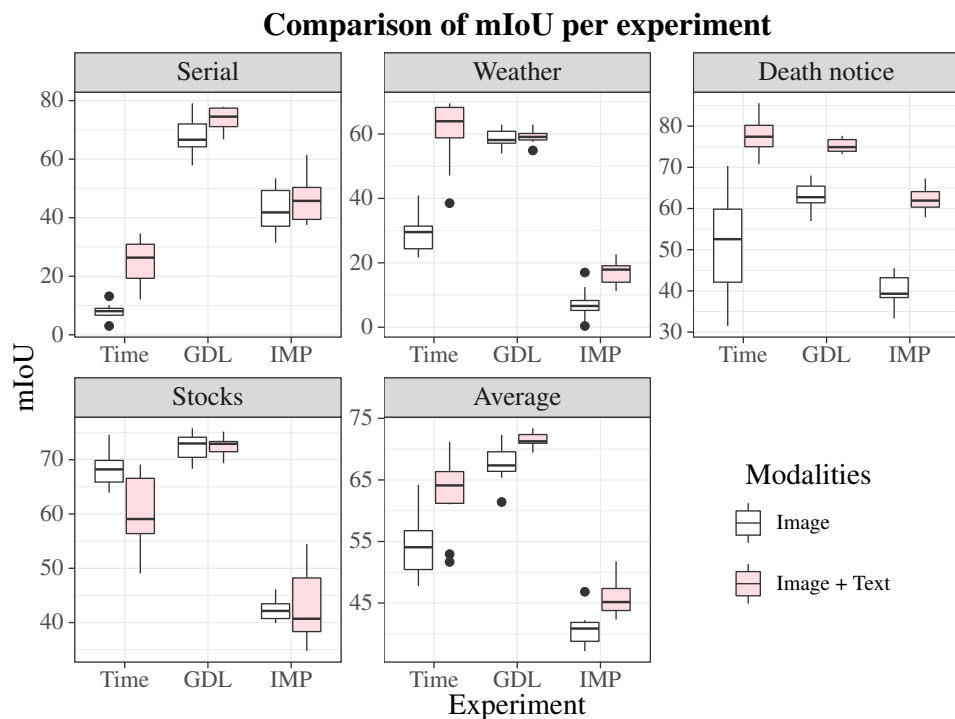 Comparison of mIoU per experiment
Serial
Weather
Death notice
80
60
40
20
0
60
40
20
0
80
70
60
50
40
30
Time GDL IMP
Time GDL IMP
Time GDL IMP
mIoU
Stocks
Average
70
60
50
40
75
65
55
45
Modalities
Image
Image + Text
Time GDL IMP
Time GDL IMP
Experiment